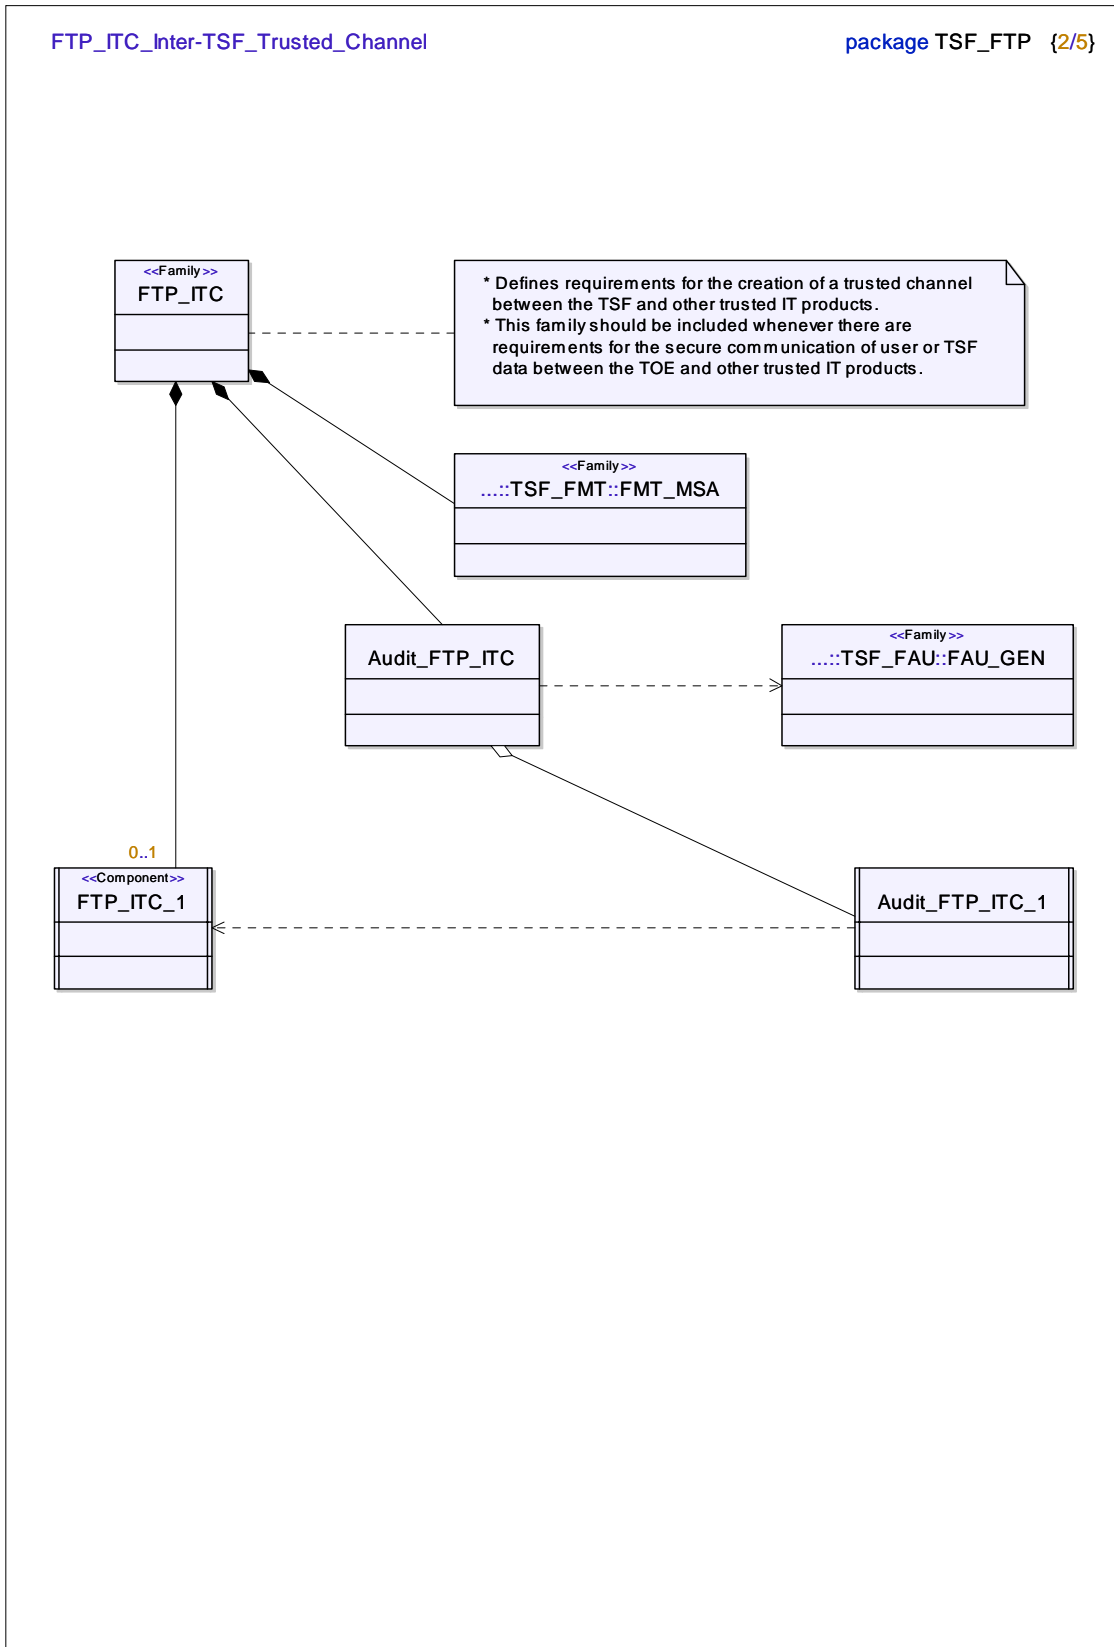 FTP_ITC_Inter-TSF_Trusted_Channel
package TSF_FTP {2/5}
<<Family>>
FTP_ITC
* Defines requirements for the creation of a trusted channel
between the TSF and other trusted IT products.
* This family should be included whenever there are
requirements for the secure communication of user or TSF
data between the TOE and other trusted IT products.
<<Family>>
...::TSF_FMT::FMT_MSA
Audit_FTP_ITC
<<Family>>
...::TSF_FAU::FAU_GEN
0..1
<<Component>>
FTP_ITC_1
Audit_FTP_ITC_1